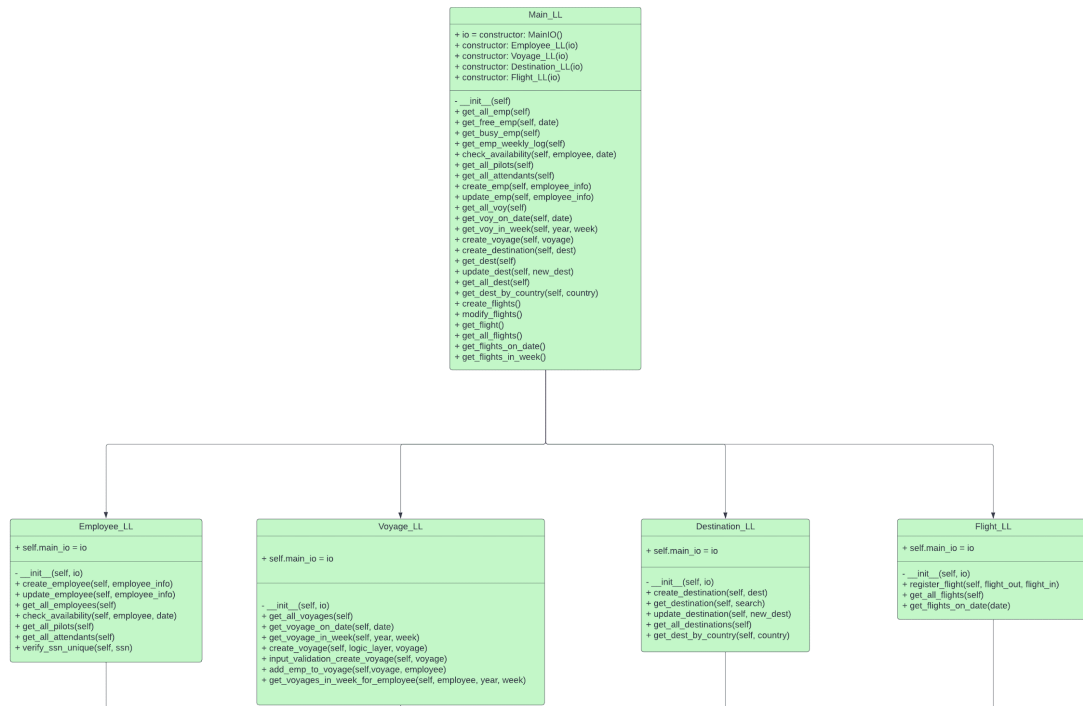 Main_LL
+ io = constructor: MainIO()
+ constructor: Employee_LL(io)
+ constructor: Voyage_LL(io)
+ constructor: Destination_LL(io)
+ constructor: Flight_LL(io)
- __init__(self)
+ get_all_emp(self)
+ get_free_emp(self, date)
+ get_busy_emp(self)
+ get_emp_weekly_log(self)
+ check_availability(self, employee, date)
+ get_all_pilots(self)
+ get_all_attendants(self)
+ create_emp(self, employee_info)
+ update_emp(self, employee_info)
+ get_all_voy(self)
+ get_voy_on_date(self, date)
+ get_voy_in_week(self, year, week)
+ create_voyage(self, voyage)
+ create_destination(self, dest)
+ get_dest(self)
+ update_dest(self, new_dest)
+ get_all_dest(self)
+ get_dest_by_country(self, country)
+ create_flights()
+ modify_flights()
+ get_flight()
+ get_all_flights()
+ get_flights_on_date()
+ get_flights_in_week()
Employee_LL
+ self.main_io = io
- __init__(self, io)
+ create_employee(self, employee_info)
+ update_employee(self, employee_info)
+ get_all_employees(self)
+ check_availability(self, employee, date)
+ get_all_pilots(self)
+ get_all_attendants(self)
+ verify_ssn_unique(self, ssn)
Voyage_LL
+ self.main_io = io
- __init__(self, io)
+ get_all_voyages(self)
+ get_voyage_on_date(self, date)
+ get_voyage_in_week(self, year, week)
+ create_voyage(self, logic_layer, voyage)
+ input_validation_create_voyage(self, voyage)
+ add_emp_to_voyage(self,voyage, employee)
+ get_voyages_in_week_for_employee(self, employee, year, week)
Destination_LL
+ self.main_io = io
- __init__(self, io)
+ create_destination(self, dest)
+ get_destination(self, search)
+ update_destination(self, new_dest)
+ get_all_destinations(self)
+ get_dest_by_country(self, country)
Flight_LL
+ self.main_io = io
- __init__(self, io)
+ register_flight(self, flight_out, flight_in)
+ get_all_flights(self)
+ get_flights_on_date(date)